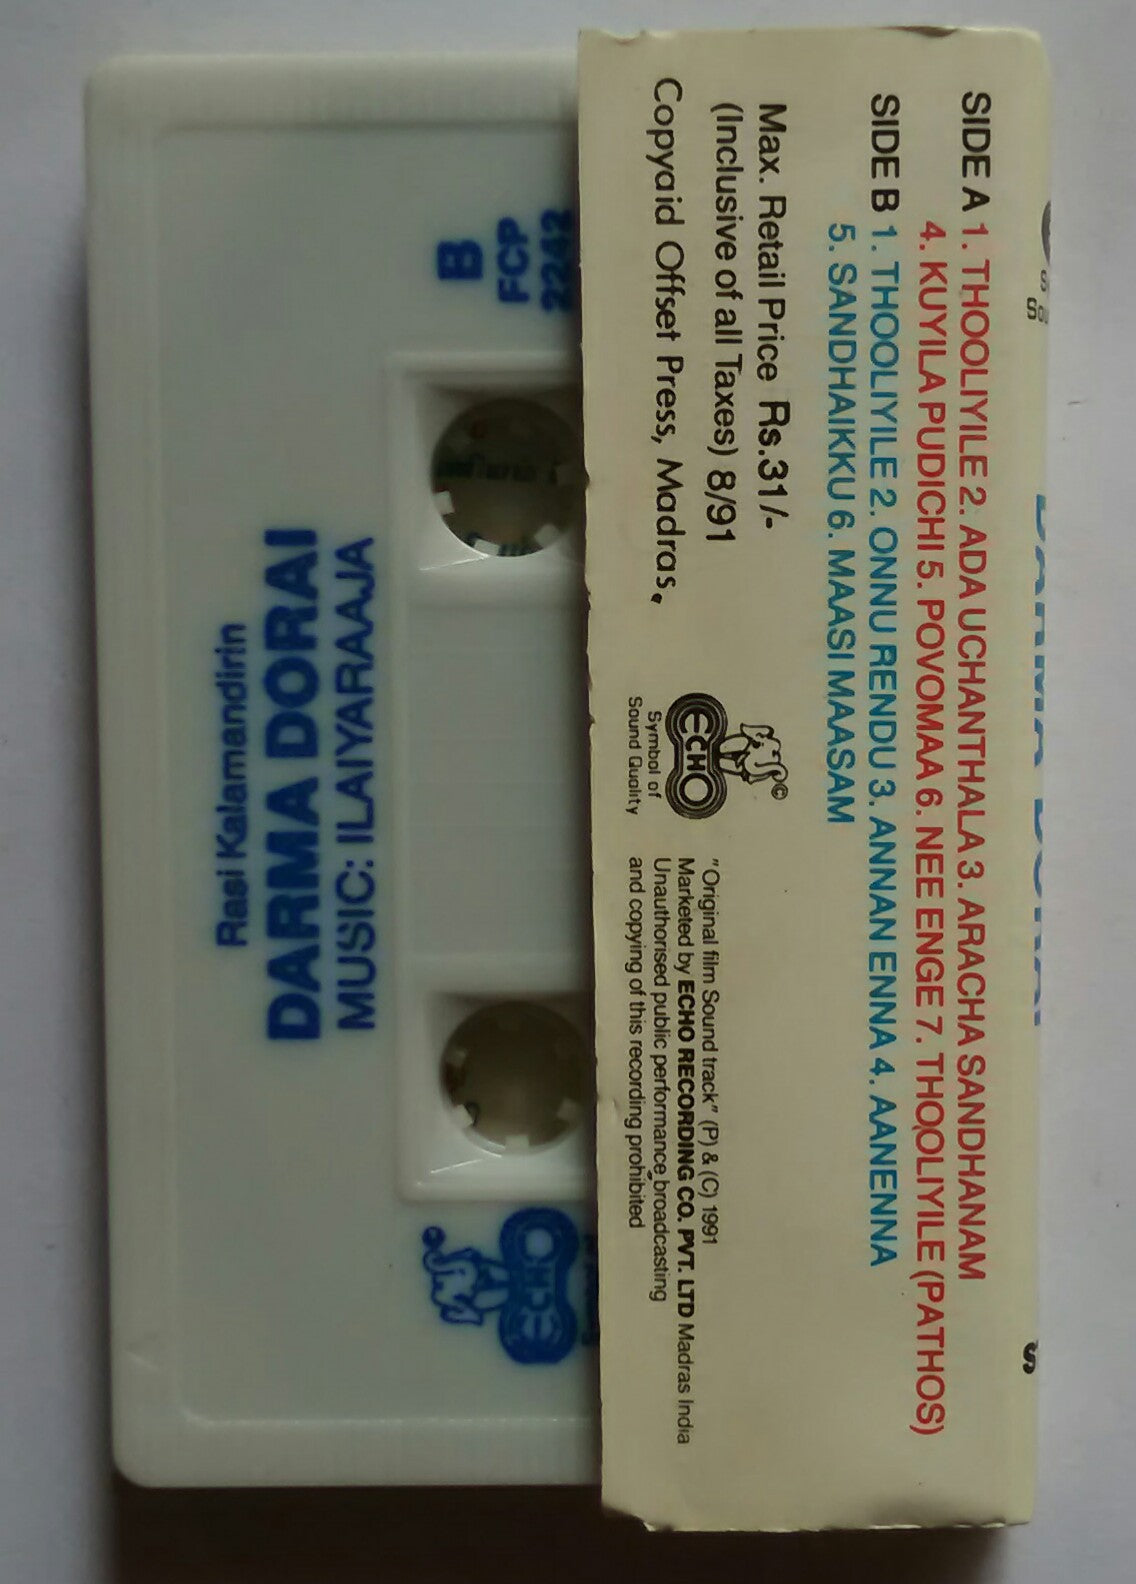 SIDE A 1. THOOLIYILE 2. ADA UCHANTHALA 3. ARACHA SANDHANAM
4. KUYILA PUDICHI 5. POVOMAA 6. NEE ENGE 7. THOOLIYILE (PATHOS)
SIDE B 1. THOOLIYILE 2. ONNU RENDU 3. ANNAN ENNA 4. AANENNA
5. SANDHAIKKU 6. MAASI MAASAM
Max. Retail Price Rs.31/-
(Inclusive of all Taxes) 8/91
Copyaid Offset Press, Madras.
©
ECHO
Symbol of
Sound Quality
"Original film Sound track" (P) & (C) 1991
Marketed by ECHO RECORDING CO. PVT. LTD Madras India
Unauthorised public performance broadcasting
and copying of this recording prohibited
Raasi Kalamandirin
DARMA DORAI
MUSIC: ILAIYARAAJA
B
FCP
2242
ECHO
DARMA DORAI